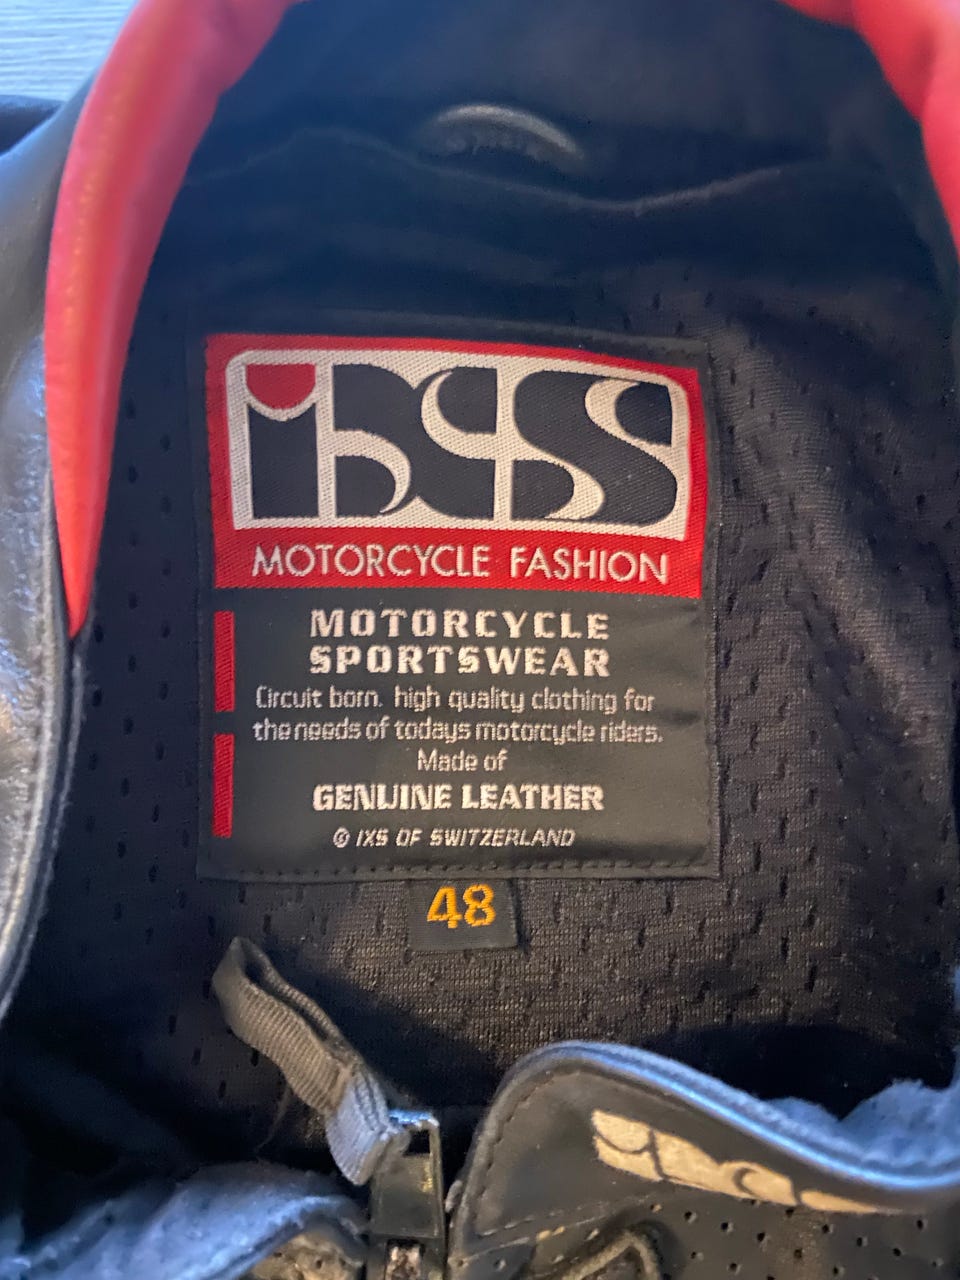 iXS
MOTORCYCLE FASHION
MOTORCYCLE
SPORTSWEAR
Circuit born. high quality clothing for
the needs of todays motorcycle riders.
Made of
GENUINE LEATHER
© IXS OF SWITZERLAND
48